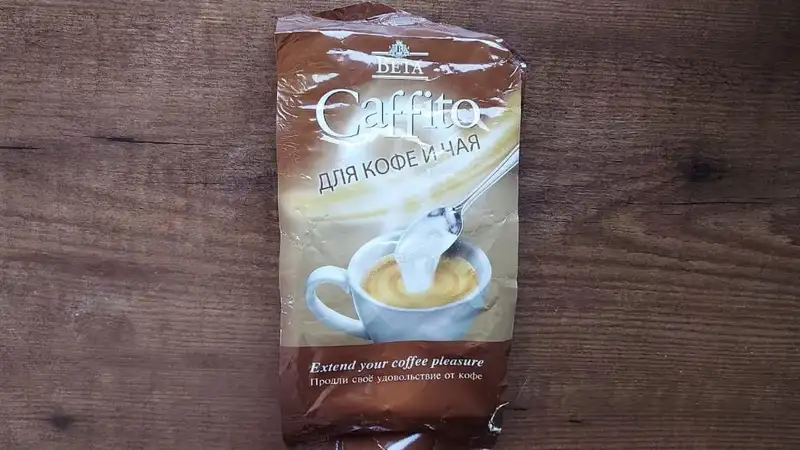 BETA
Caffito
ДЛЯ КОФЕ И ЧАЯ
Extend your coffee pleasure
Продли своё удовольствие от кофе